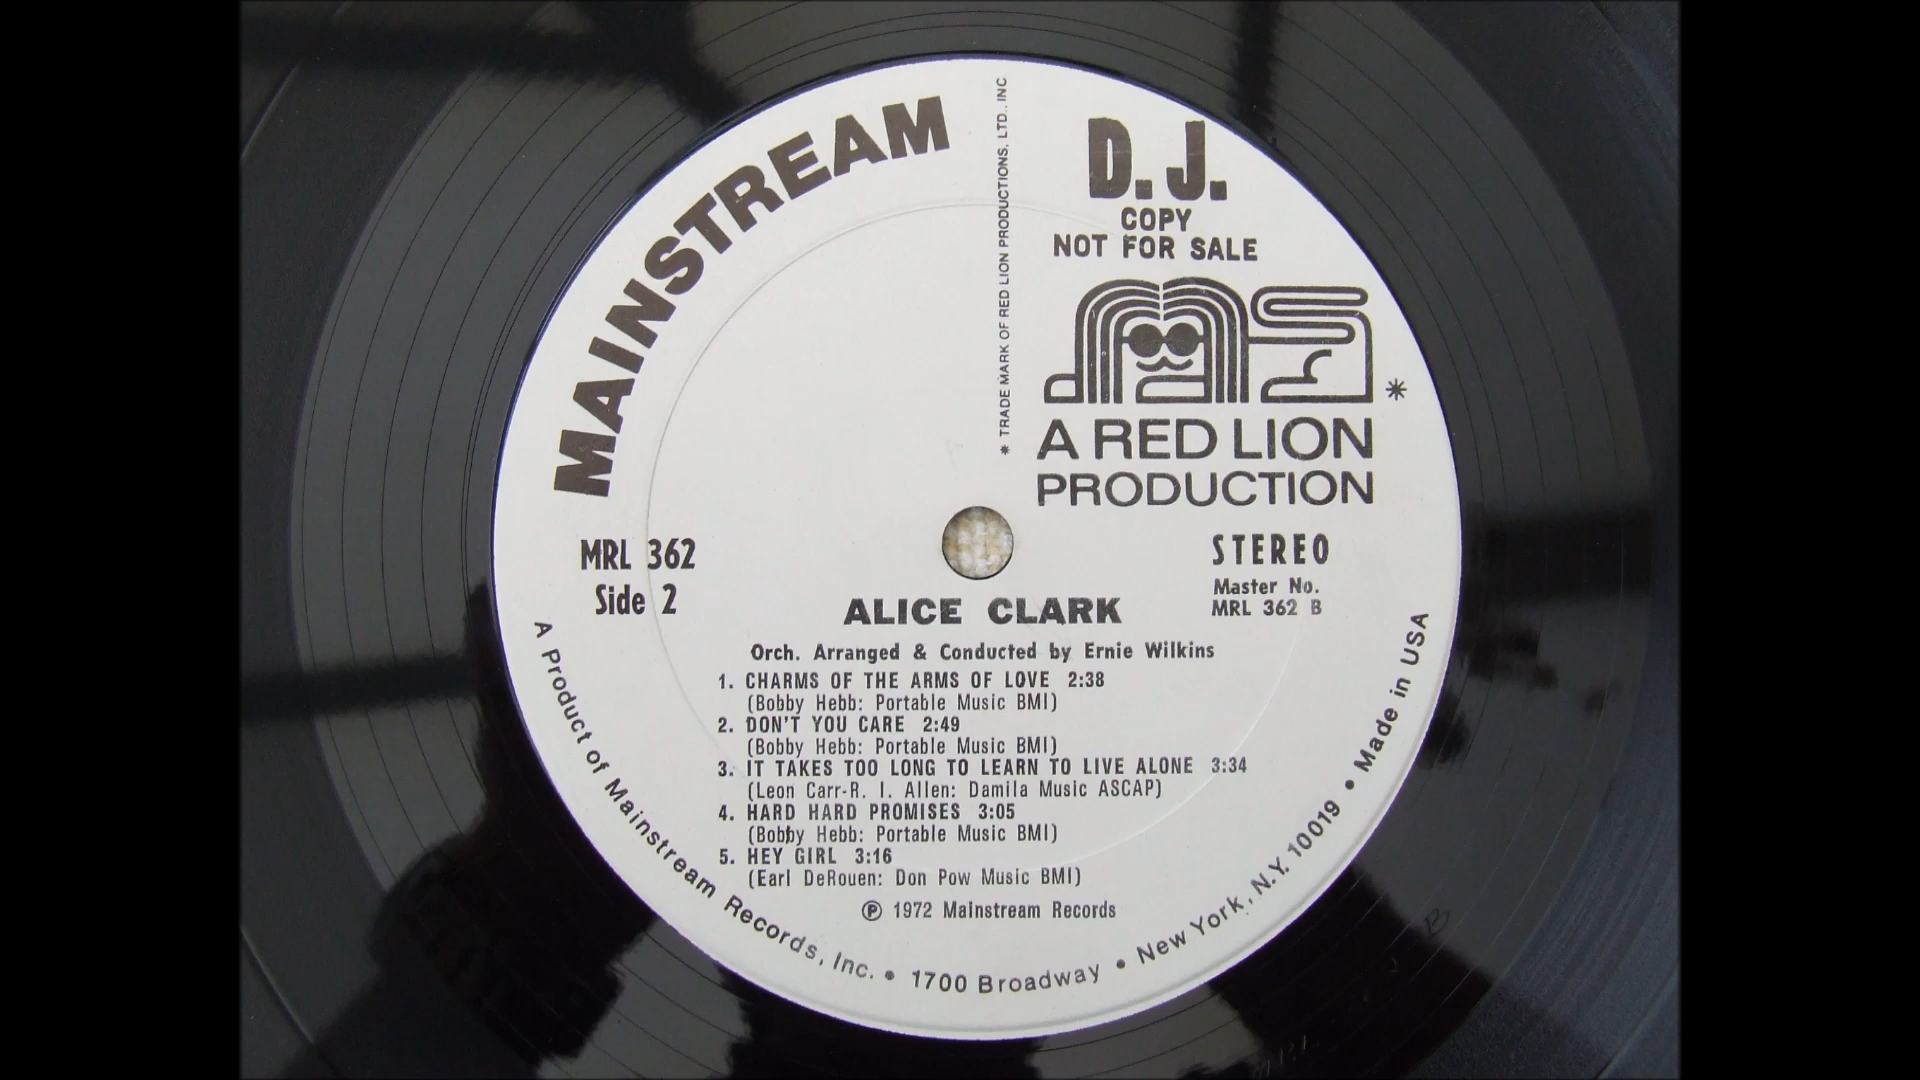 MAINSTREAM
* TRADE MARK OF RED LION PRODUCTIONS, LTD., INC
D.J.
COPY
NOT FOR SALE
*
A RED LION
PRODUCTION
MRL 362
Side 2
STEREO
Master No.
MRL 362 B
ALICE CLARK
Orch. Arranged & Conducted by Ernie Wilkins
1. CHARMS OF THE ARMS OF LOVE 2:38
(Bobby Hebb: Portable Music BMI)
2. DON'T YOU CARE 2:49
(Bobby Hebb: Portable Music BMI)
3. IT TAKES TOO LONG TO LEARN TO LIVE ALONE 3:34
(Leon Carr-R. I. Allen: Damila Music ASCAP)
4. HARD HARD PROMISES 3:05
(Bobby Hebb: Portable Music BMI)
5. HEY GIRL 3:16
(Earl DeRouen: Don Pow Music BMI)
℗ 1972 Mainstream Records
A Product of Mainstream Records, Inc. • 1700 Broadway • New York, N.Y. 10019 • Made in USA